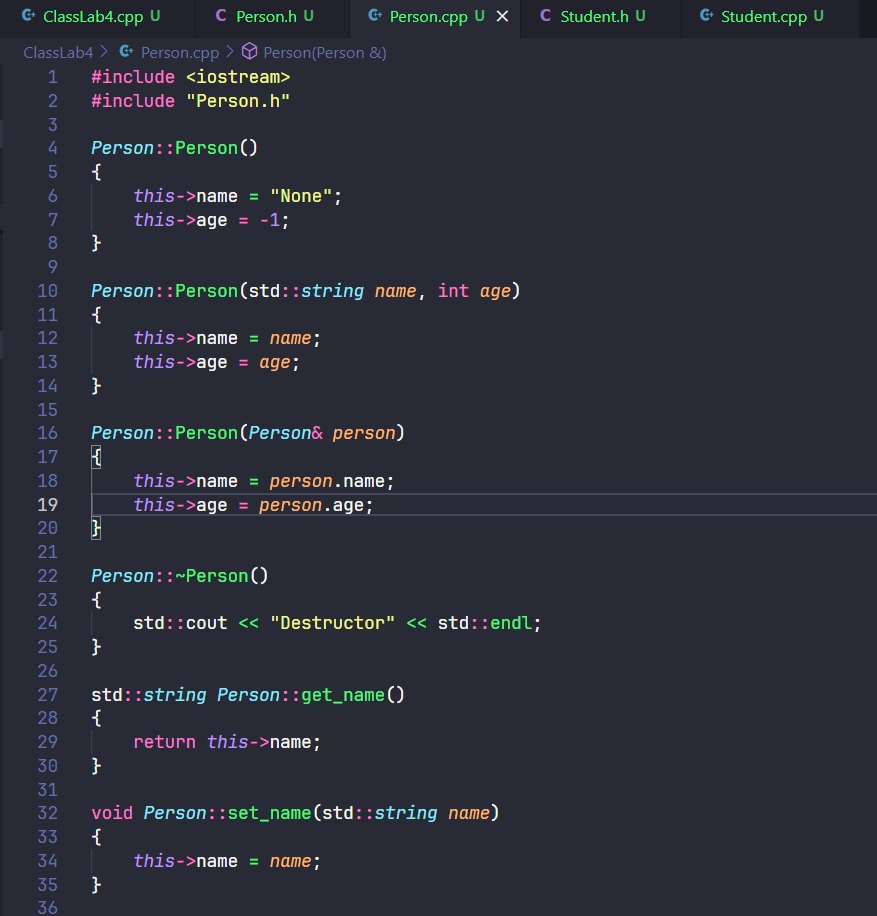 ClassLab4.cpp U Person.h U Person.cpp U × Student.h U Student.cpp U
ClassLab4 > Person.cpp > Person(Person &)
1 #include <iostream>
2 #include "Person.h"
3
4 Person::Person()
5 {
6 this->name = "None";
7 this->age = -1;
8 }
9
10 Person::Person(std::string name, int age)
11 {
12 this->name = name;
13 this->age = age;
14 }
15
16 Person::Person(Person& person)
17 {
18 this->name = person.name;
19 this->age = person.age;
20 }
21
22 Person::~Person()
23 {
24 std::cout << "Destructor" << std::endl;
25 }
26
27 std::string Person::get_name()
28 {
29 return this->name;
30 }
31
32 void Person::set_name(std::string name)
33 {
34 this->name = name;
35 }
36